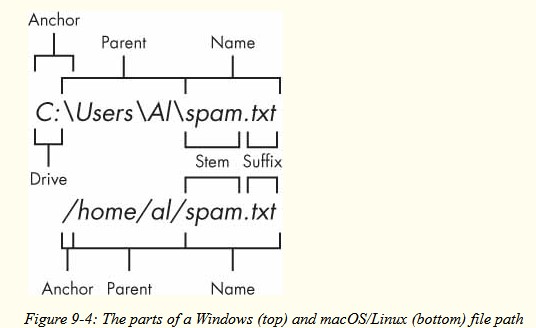 Anchor
Parent Name
C:\Users\Al\spam.txt
Stem Suffix
Drive
/home/al/spam.txt
Anchor Parent Name
Figure 9-4: The parts of a Windows (top) and macOS/Linux (bottom) file path